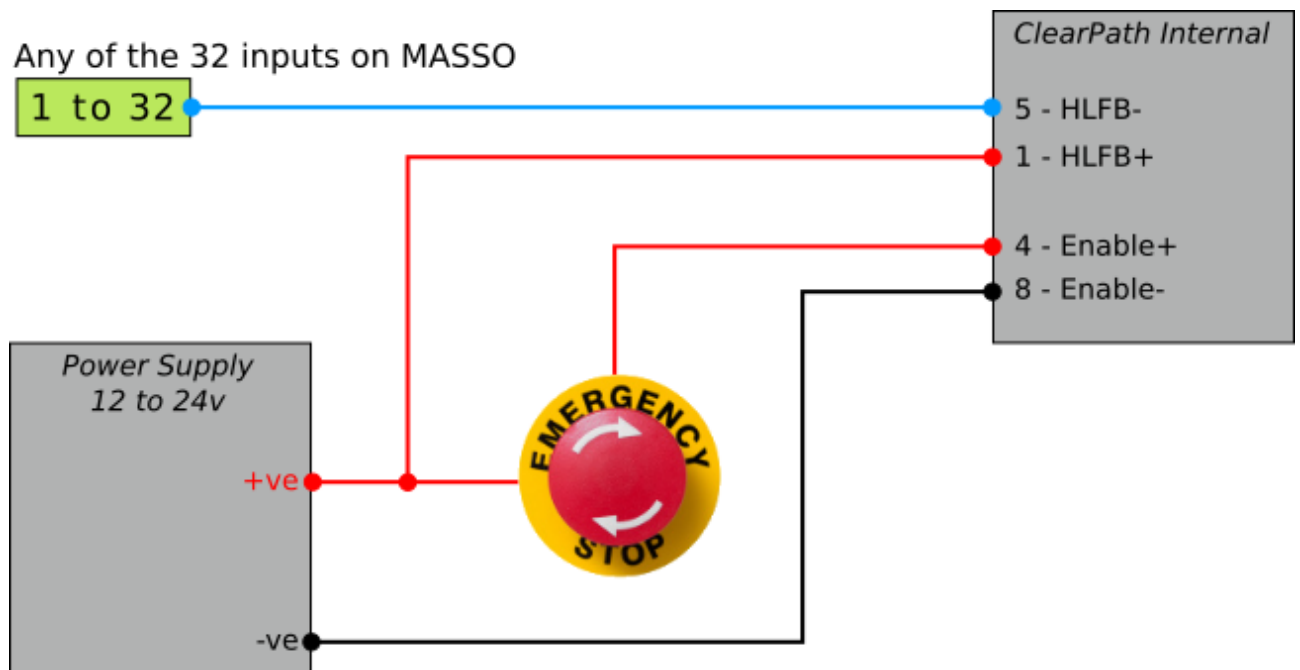 Any of the 32 inputs on MASSO
1 to 32
ClearPath Internal
5 - HLFB-
1 - HLFB+
4 - Enable+
8 - Enable-
Power Supply
12 to 24v
+ve
-ve
EMERGENCY
STOP